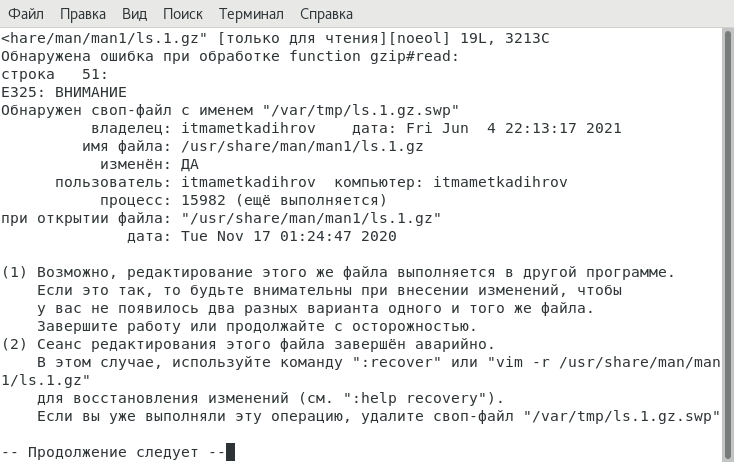 Файл Правка Вид Поиск Терминал Справка
<hare/man/man1/ls.1.gz" [только для чтения][noeol] 19L, 3213C
Обнаружена ошибка при обработке function gzip#read:
строка   51:
E325: ВНИМАНИЕ
Обнаружен своп-файл с именем "/var/tmp/ls.1.gz.swp"
          владелец: itmametkadihrov    дата: Fri Jun  4 22:13:17 2021
         имя файла: /usr/share/man/man1/ls.1.gz
           изменён: ДА
      пользователь: itmametkadihrov  компьютер: itmametkadihrov
           процесс: 15982 (ещё выполняется)
при открытии файла: "/usr/share/man/man1/ls.1.gz"
              дата: Tue Nov 17 01:24:47 2020
(1) Возможно, редактирование этого же файла выполняется в другой программе.
    Если это так, то будьте внимательны при внесении изменений, чтобы
    у вас не появилось два разных варианта одного и того же файла.
    Завершите работу или продолжайте с осторожностью.
(2) Сеанс редактирования этого файла завершён аварийно.
    В этом случае, используйте команду ":recover" или "vim -r /usr/share/man/man
1/ls.1.gz"
    для восстановления изменений (см. ":help recovery").
    Если вы уже выполняли эту операцию, удалите своп-файл "/var/tmp/ls.1.gz.swp"
-- Продолжение следует --